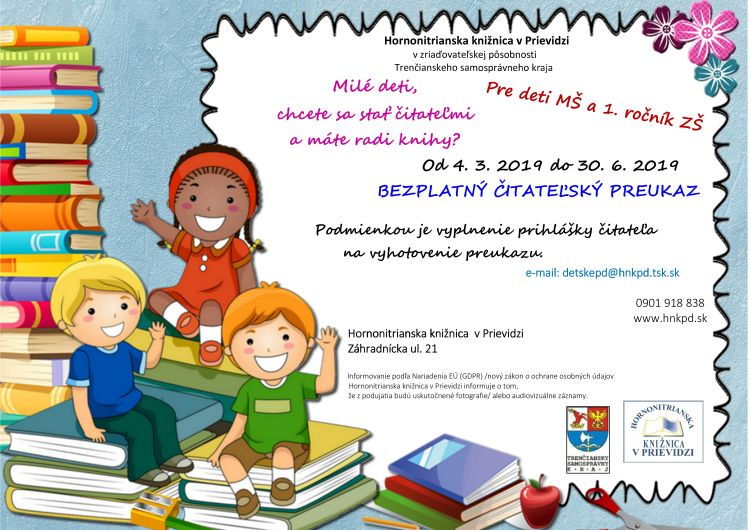 Hornonitrianska knižnica v Prievidzi
v zriaďovateľskej pôsobnosti
Trenčianskeho samosprávneho kraja
Milé deti,
chcete sa stať čitateľmi
a máte radi knihy?
Pre deti MŠ a 1. ročník ZŠ
Od 4. 3. 2019 do 30. 6. 2019
BEZPLATNÝ ČITATEĽSKÝ PREUKAZ
Podmienkou je vyplnenie prihlášky čitateľa
na vyhotovenie preukazu.
e-mail: detskepd@hnkpd.tsk.sk
0901 918 838
www.hnkpd.sk
Hornonitrianska knižnica v Prievidzi
Záhradnícka ul. 21
Informovanie podľa Nariadenia EÚ (GDPR) /nový zákon o ochrane osobných údajov
Hornonitrianska knižnica v Prievidzi informuje o tom,
že z podujatia budú uskutočnené fotografie/ alebo audiovizuálne záznamy.
TRENČIANSKY
SAMOSPRÁVNY
KRAJ
HORNONITRIANSKA
KNIŽNICA
V PRIEVIDZI